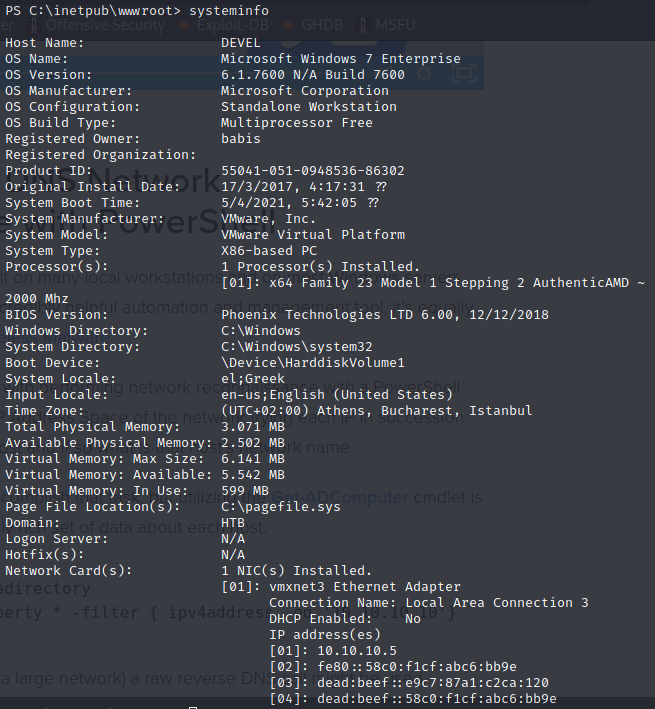 PS C:\inetpub\wwwroot> systeminfo
Offensive Security Exploit-DB GHDB MSFU
Host Name: DEVEL
OS Name: Microsoft Windows 7 Enterprise
OS Version: 6.1.7600 N/A Build 7600
OS Manufacturer: Microsoft Corporation
OS Configuration: Standalone Workstation
OS Build Type: Multiprocessor Free
Registered Owner: babis
Registered Organization:
Product ID: 55041-051-0948536-86302
Original Install Date: 17/3/2017, 4:17:31 ??
System Boot Time: 5/4/2021, 5:42:05 ??
System Manufacturer: VMware, Inc.
System Model: VMware Virtual Platform
System Type: X86-based PC
Processor(s): 1 Processor(s) Installed.
[01]: x64 Family 23 Model 1 Stepping 2 AuthenticAMD ~
2000 Mhz
BIOS Version: Phoenix Technologies LTD 6.00, 12/12/2018
Windows Directory: C:\Windows
System Directory: C:\Windows\system32
Boot Device: \Device\HarddiskVolume1
System Locale: el;Greek
Input Locale: en-us;English (United States)
Time Zone: (UTC+02:00) Athens, Bucharest, Istanbul
Total Physical Memory: 3.071 MB
Available Physical Memory: 2.502 MB
Virtual Memory: Max Size: 6.141 MB
Virtual Memory: Available: 5.542 MB
Virtual Memory: In Use: 599 MB
Page File Location(s): C:\pagefile.sys
Domain: HTB
Logon Server: N/A
Hotfix(s): N/A
Network Card(s): 1 NIC(s) Installed.
[01]: vmxnet3 Ethernet Adapter
Connection Name: Local Area Connection 3
DHCP Enabled: No
IP address(es)
[01]: 10.10.10.5
[02]: fe80::58c0:f1cf:abc6:bb9e
[03]: dead:beef::e9c7:87a1:c2ca:120
[04]: dead:beef::58c0:f1cf:abc6:bb9e